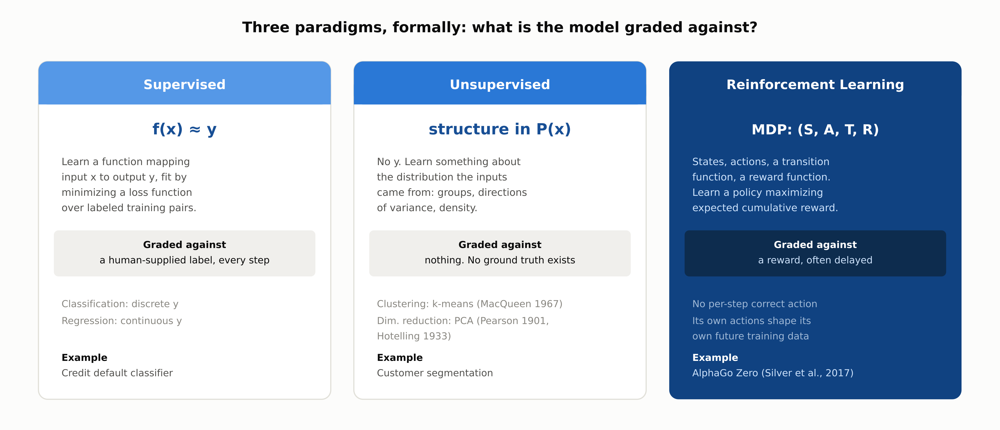 Three paradigms, formally: what is the model graded against?
Supervised
f(x) ≈ y
Learn a function mapping
input x to output y, fit by
minimizing a loss function
over labeled training pairs.
Graded against
a human-supplied label, every step
Classification: discrete y
Regression: continuous y
Example
Credit default classifier
Unsupervised
structure in P(x)
No y. Learn something about
the distribution the inputs
came from: groups, directions
of variance, density.
Graded against
nothing. No ground truth exists
Clustering: k-means (MacQueen 1967)
Dim. reduction: PCA (Pearson 1901,
Hotelling 1933)
Example
Customer segmentation
Reinforcement Learning
MDP: (S, A, T, R)
States, actions, a transition
function, a reward function.
Learn a policy maximizing
expected cumulative reward.
Graded against
a reward, often delayed
No per-step correct action
Its own actions shape its
own future training data
Example
AlphaGo Zero (Silver et al., 2017)